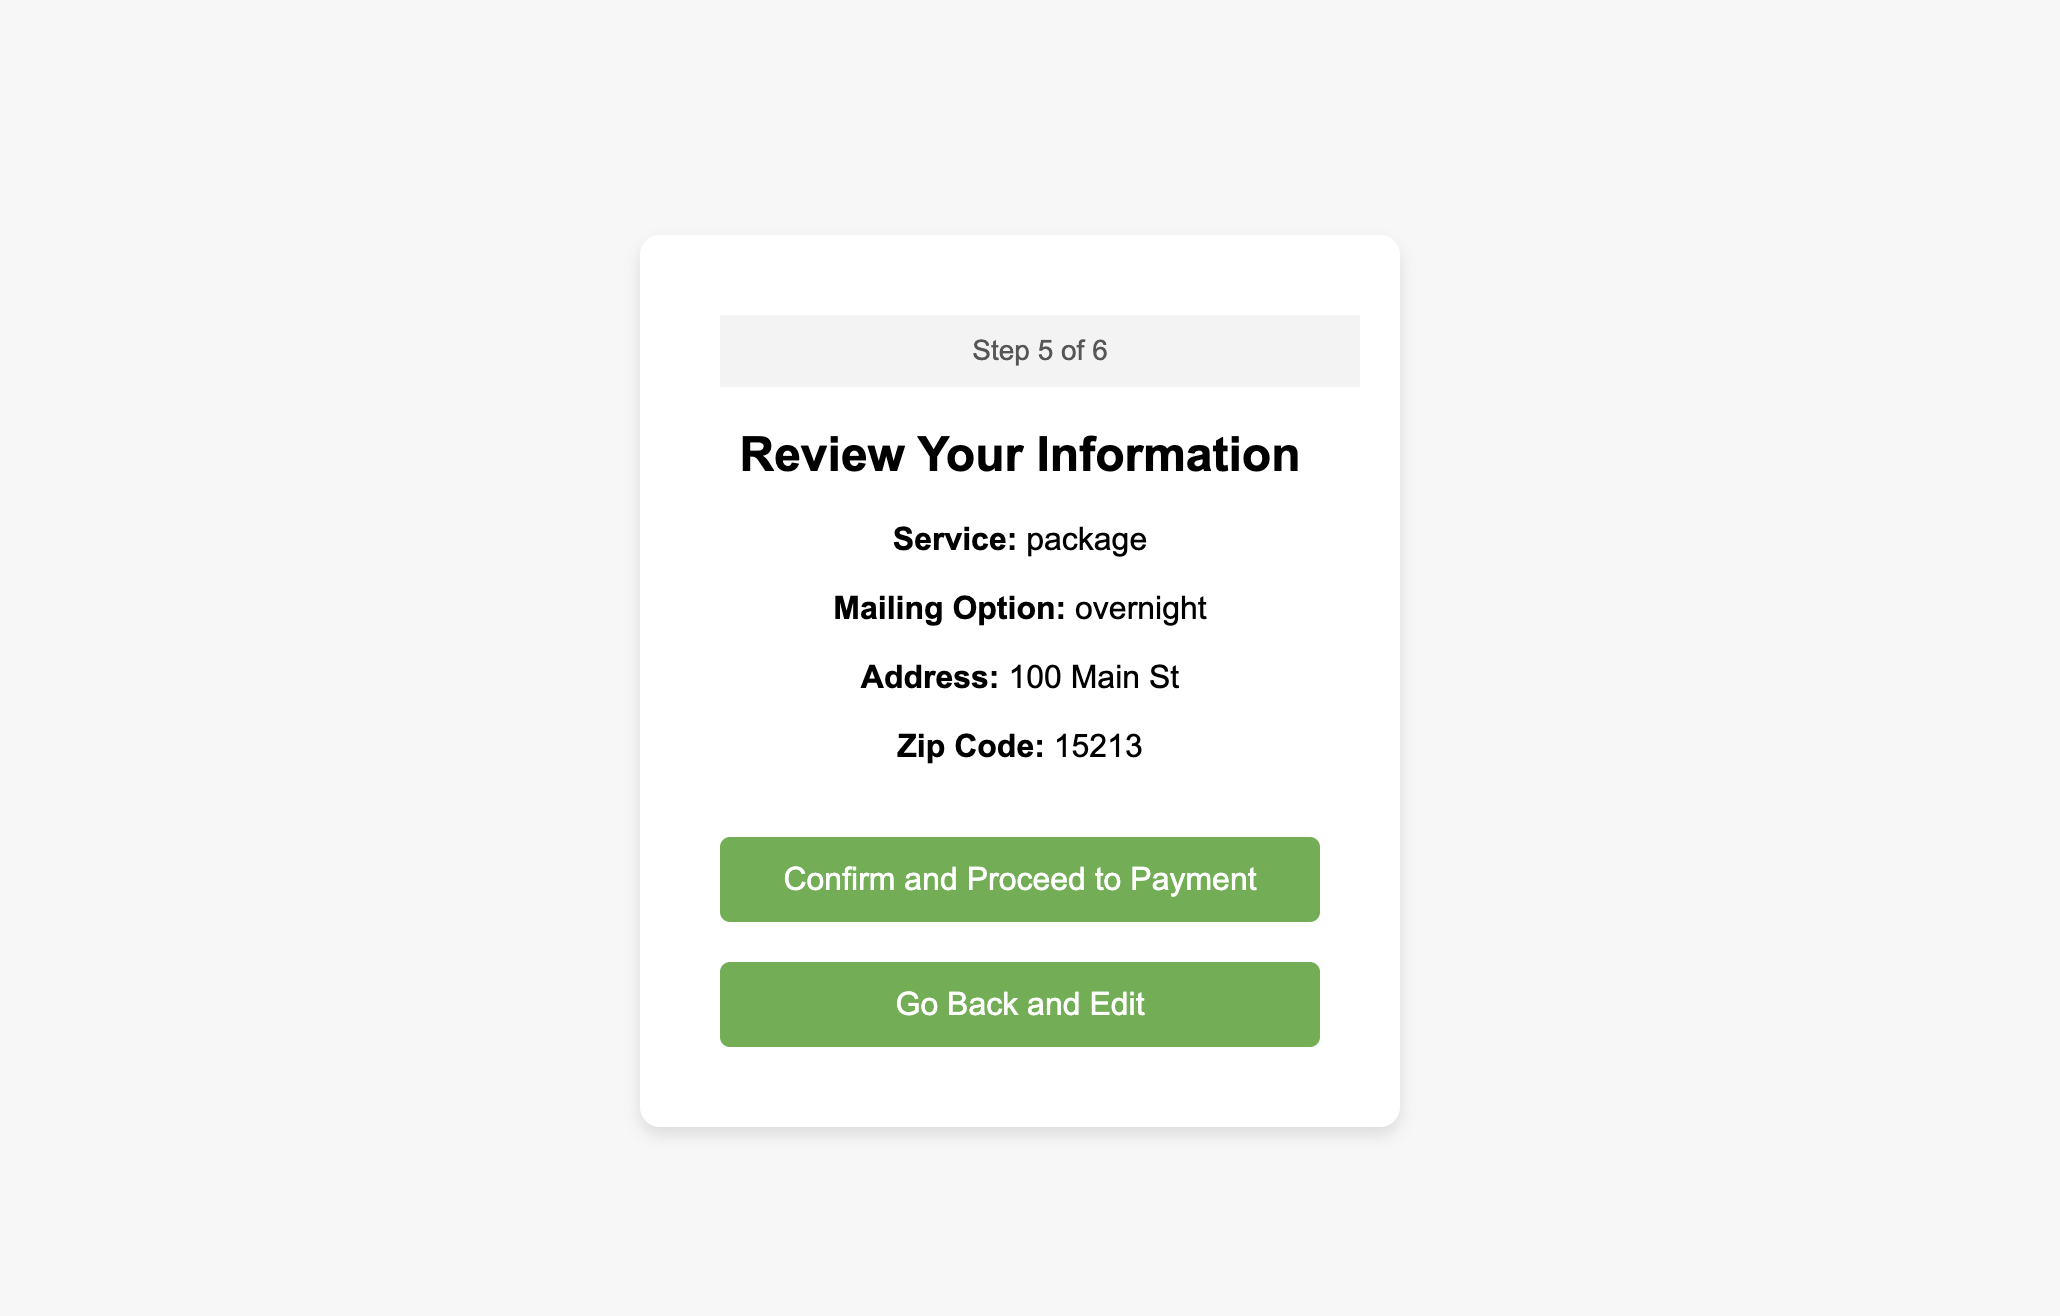 Step 5 of 6
Review Your Information
Service: package
Mailing Option: overnight
Address: 100 Main St
Zip Code: 15213
Confirm and Proceed to Payment
Go Back and Edit